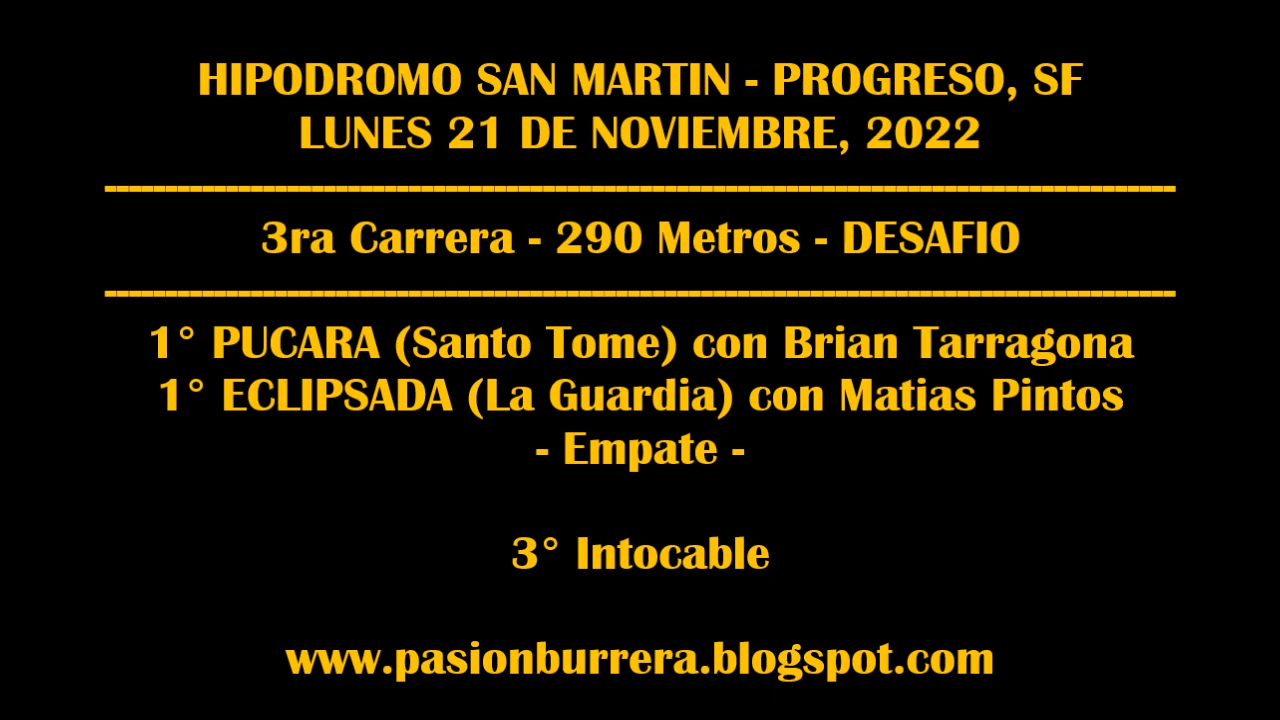 HIPODROMO SAN MARTIN - PROGRESO, SF
LUNES 21 DE NOVIEMBRE, 2022
3ra Carrera - 290 Metros - DESAFIO
1° PUCARA (Santo Tome) con Brian Tarragona
1° ECLIPSADA (La Guardia) con Matias Pintos
- Empate -
3° Intocable
www.pasionburrera.blogspot.com